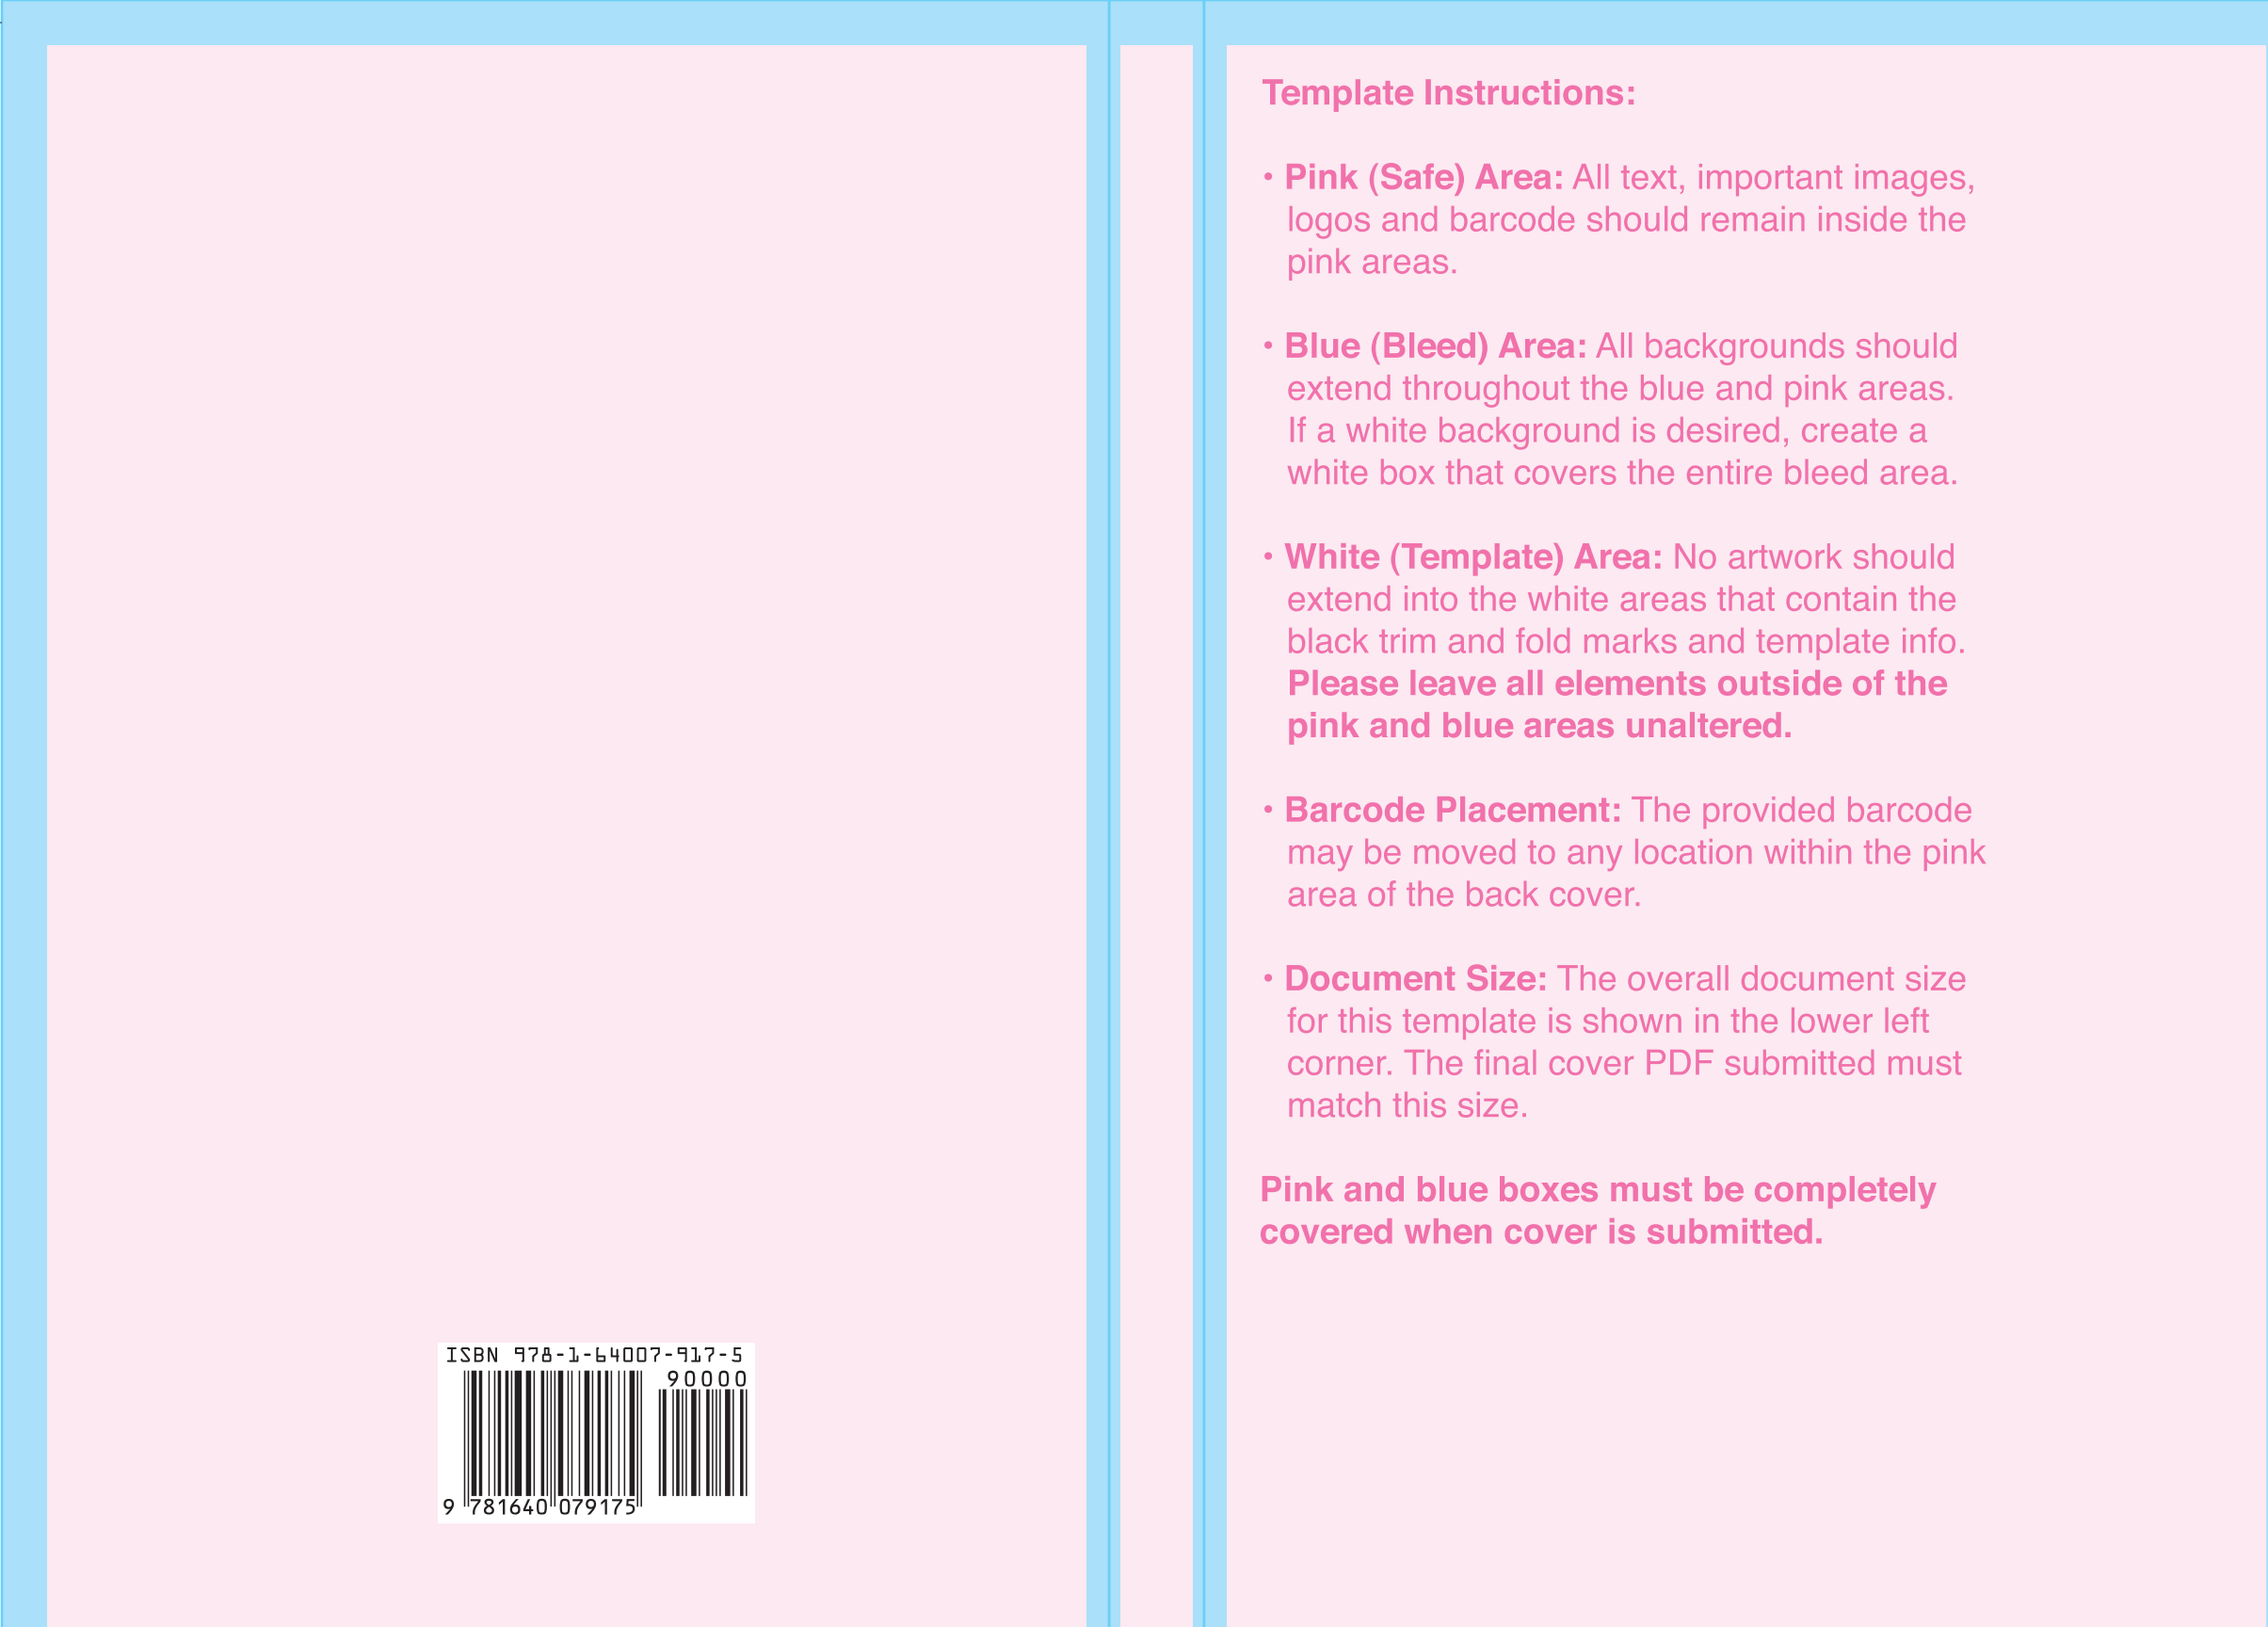 Template Instructions:
• Pink (Safe) Area: All text, important images,
logos and barcode should remain inside the
pink areas.
• Blue (Bleed) Area: All backgrounds should
extend throughout the blue and pink areas.
If a white background is desired, create a
white box that covers the entire bleed area.
• White (Template) Area: No artwork should
extend into the white areas that contain the
black trim and fold marks and template info.
Please leave all elements outside of the
pink and blue areas unaltered.
• Barcode Placement: The provided barcode
may be moved to any location within the pink
area of the back cover.
• Document Size: The overall document size
for this template is shown in the lower left
corner. The final cover PDF submitted must
match this size.
Pink and blue boxes must be completely
covered when cover is submitted.
ISBN 978-1-64007-917-5
90000
9 781640 079175